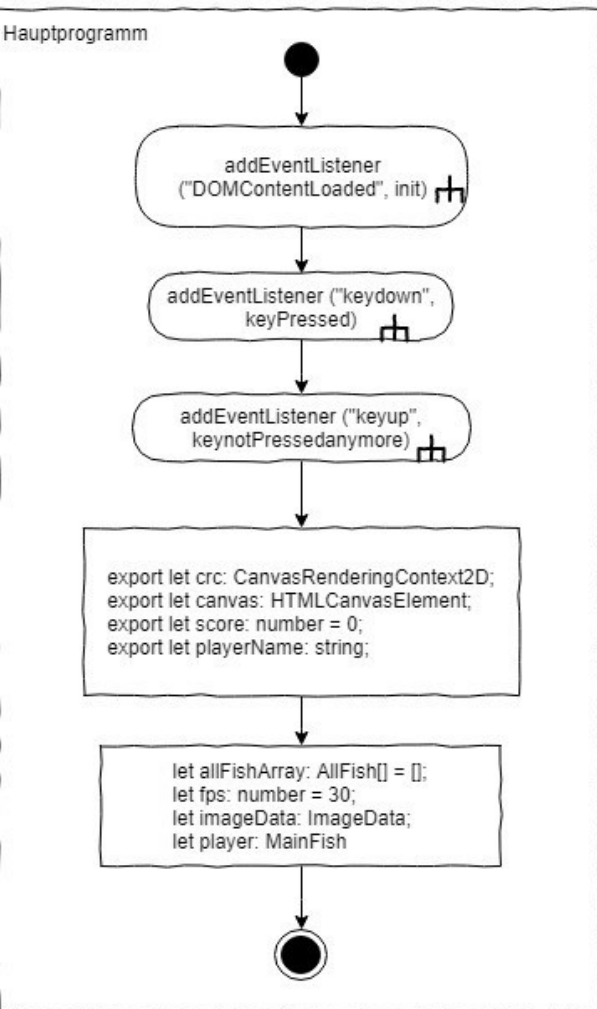 Hauptprogramm
addEventListener
("DOMContentLoaded", init)
addEventListener ("keydown",
keyPressed)
addEventListener ("keyup",
keynotPressedanymore)
export let crc: CanvasRenderingContext2D;
export let canvas: HTMLCanvasElement;
export let score: number = 0;
export let playerName: string;
let allFishArray: AllFish[] = [];
let fps: number = 30;
let imageData: ImageData;
let player: MainFish